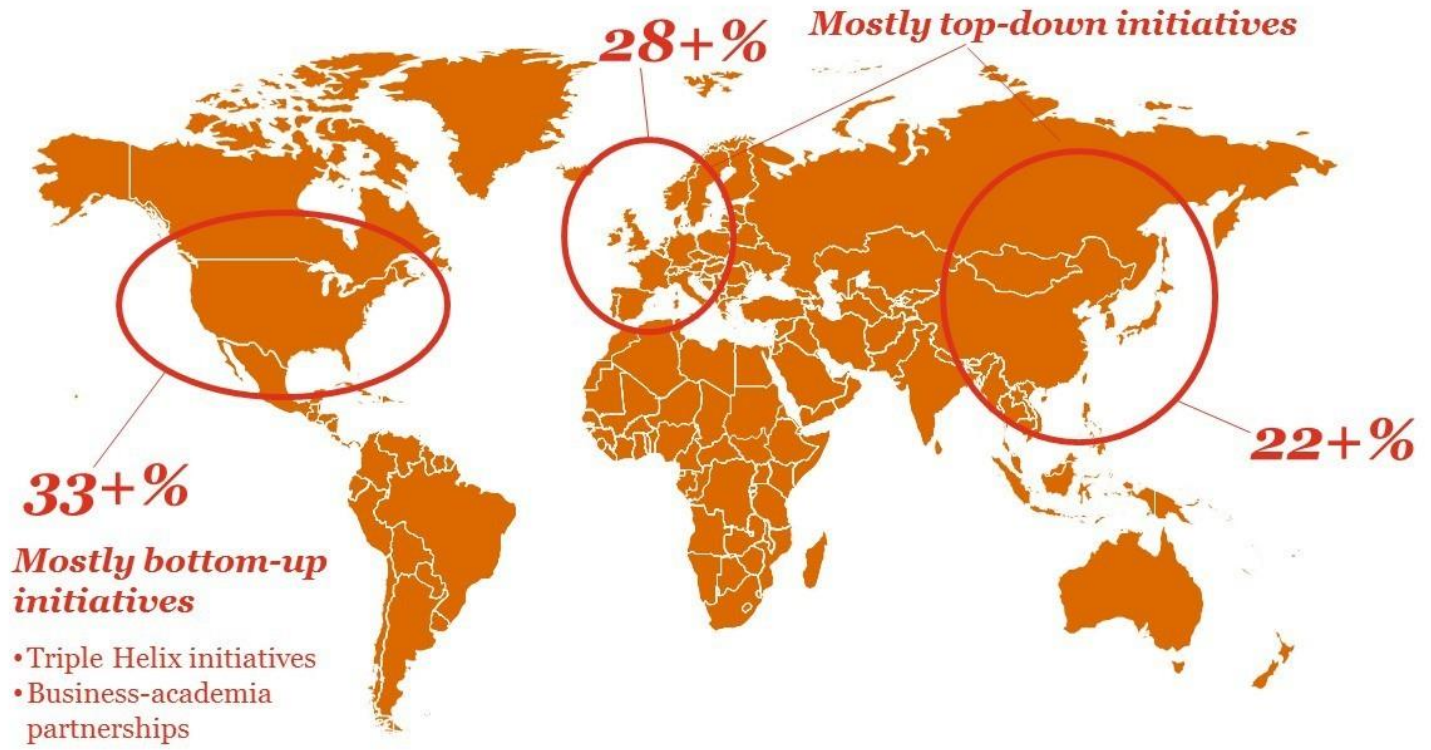 28+%
Mostly top-down initiatives
22+%
33+%
Mostly bottom-up
initiatives
•Triple Helix initiatives
•Business-academia
partnerships